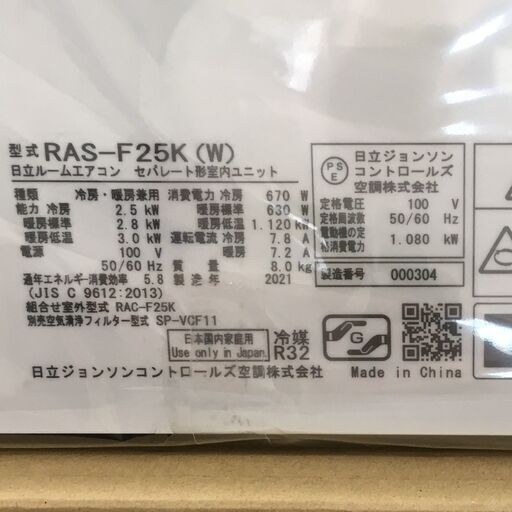 型式 RAS-F25K(W)
日立ルームエアコン セパレート形室内ユニット
種類 冷房・暖房兼用
能力 冷房 2.5 kW
暖房標準 2.8 kW
暖房低温 3.0 kW
電源 100 V
50/60 Hz
消費電力 冷房 670 W
暖房標準 630 W
暖房低温 1.120 kW
運転電流 冷房 7.8 A
暖房 7.2 A
質量 8.0 kg
製造年 2021
通年エネルギー消費効率 5.8
(JIS C 9612:2013)
組合せ室外型式 RAC-F25K
別売空気清浄フィルター型式 SP-VCF11
日本国内家庭用
Use only in Japan.
冷媒
R32
日立ジョンソンコントロールズ空調株式会社
PS
E
日立ジョンソン
コントロールズ
空調株式会社
定格電圧 100 V
定格周波数 50/60 Hz
電動機の定
格消費電力 1.080 kW
製造番号 000304
G
Made in China